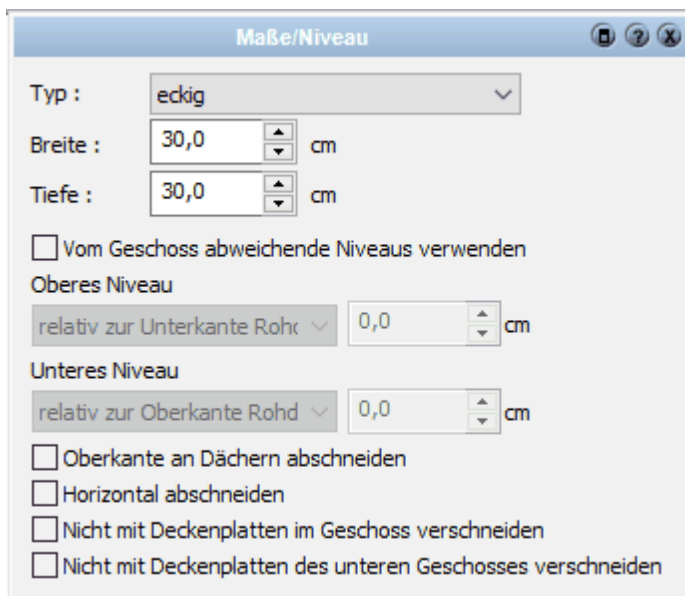 Maße/Niveau
Typ : eckig
Breite : 30,0 cm
Tiefe : 30,0 cm
Vom Geschoss abweichende Niveaus verwenden
Oberes Niveau
relativ zur Unterkante Rohd 0,0 cm
Unteres Niveau
relativ zur Oberkante Rohd 0,0 cm
Oberkante an Dächern abschneiden
Horizontal abschneiden
Nicht mit Deckenplatten im Geschoss verschneiden
Nicht mit Deckenplatten des unteren Geschosses verschneiden